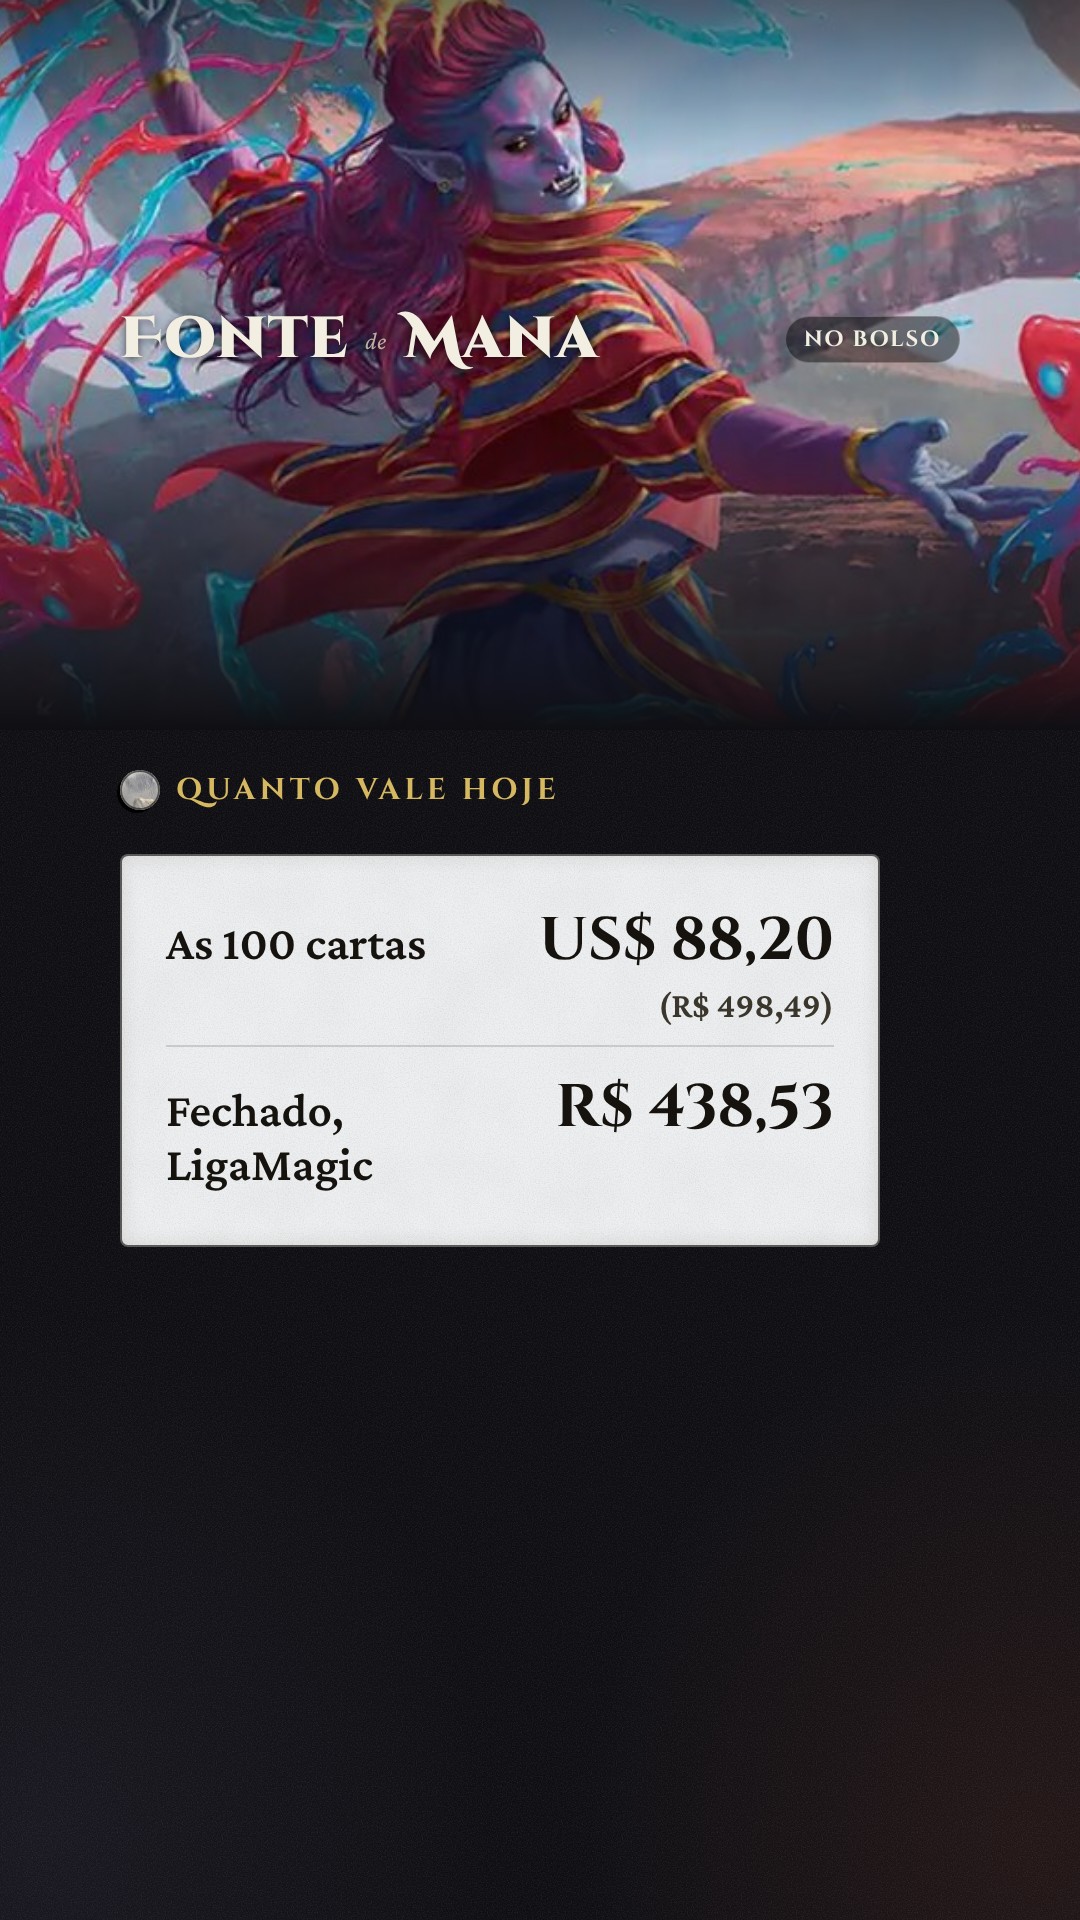 FONTE de MANA
NO BOLSO
QUANTO VALE HOJE
As 100 cartas US$ 88,20
(R$ 498,49)
Fechado, R$ 438,53
LigaMagic